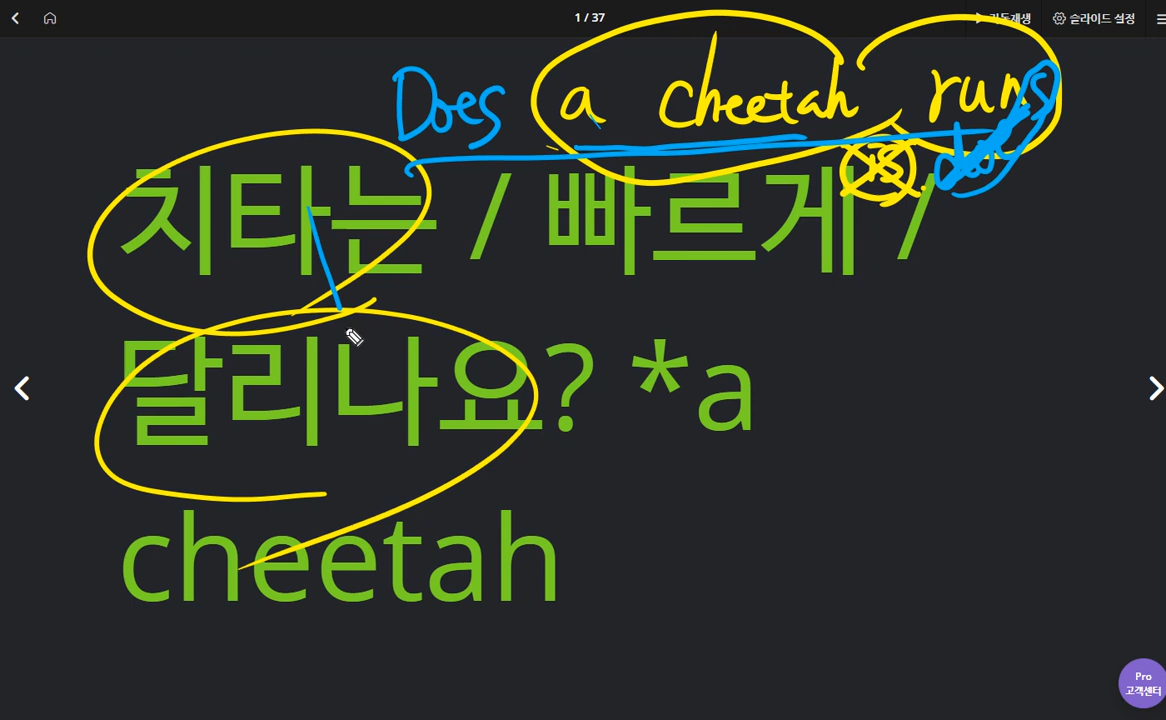 1 / 37
자동재생
슬라이드 설정
Does a cheetah runs
is
치타는 / 빠르게 /
달리나요? *a
cheetah
Pro
고객센터